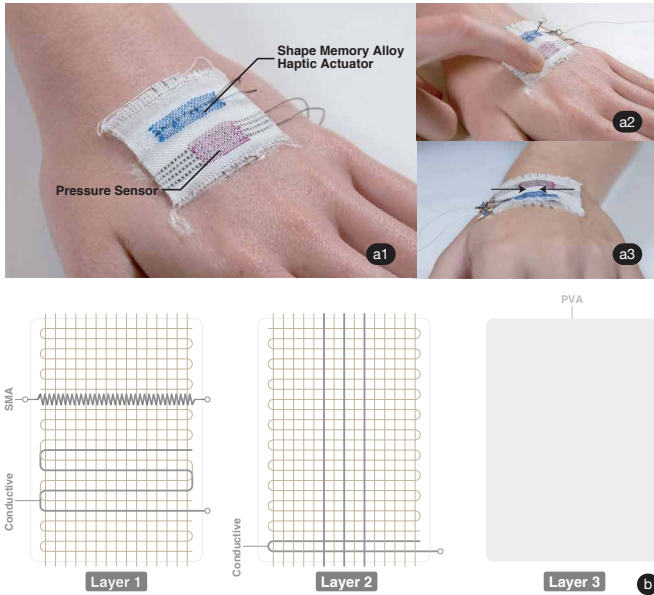 Shape Memory Alloy
Haptic Actuator
Pressure Sensor
a1
a2
a3
PVA
SMA
Conductive
Conductive
Layer 1
Layer 2
Layer 3
b